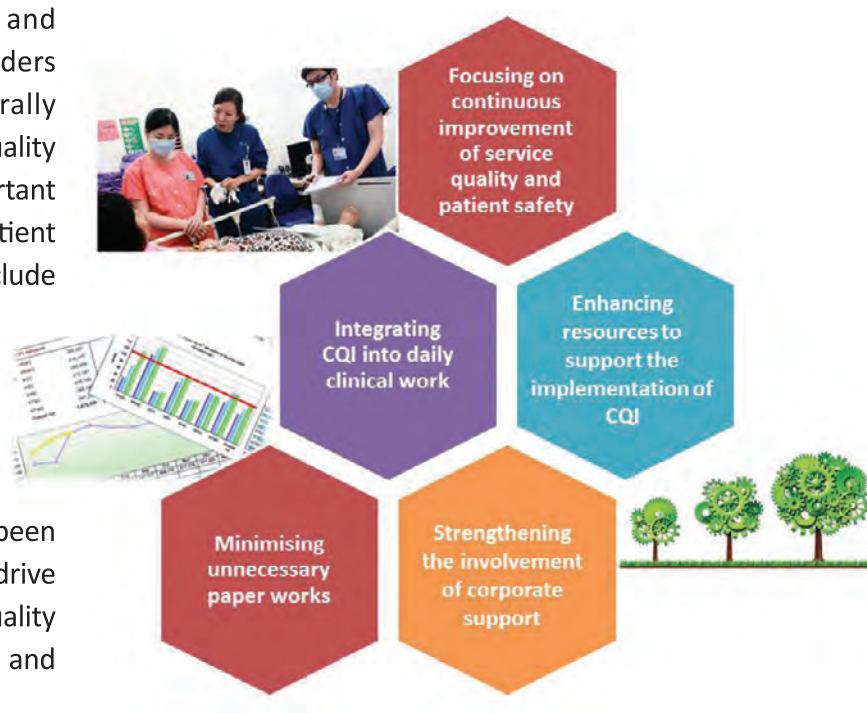 and
ders
rally
uality
rtant
tient
clude
been
drive
uality
and
Focusing on
continuous
improvement
of service
quality and
patient safety
Integrating
CQI into daily
clinical work
Enhancing
resources to
support the
implementation of
CQI
Minimising
unnecessary
paper works
Strengthening
the involvement
of corporate
support